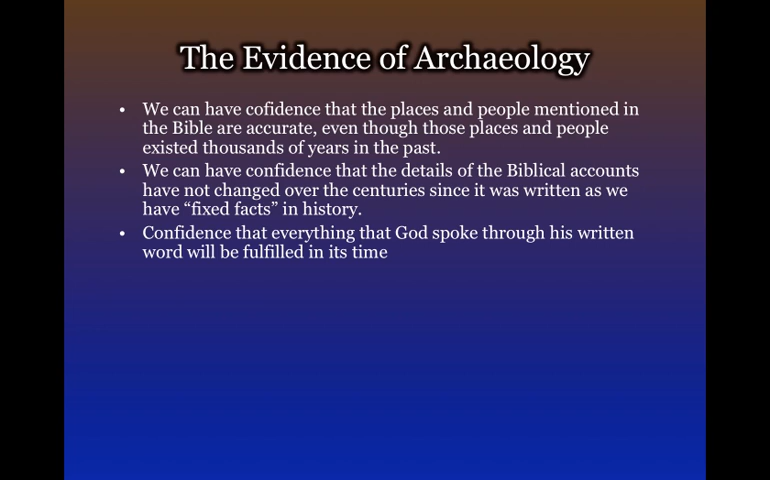 The Evidence of Archaeology
• We can have cofidence that the places and people mentioned in
the Bible are accurate, even though those places and people
existed thousands of years in the past.
• We can have confidence that the details of the Biblical accounts
have not changed over the centuries since it was written as we
have “fixed facts” in history.
• Confidence that everything that God spoke through his written
word will be fulfilled in its time